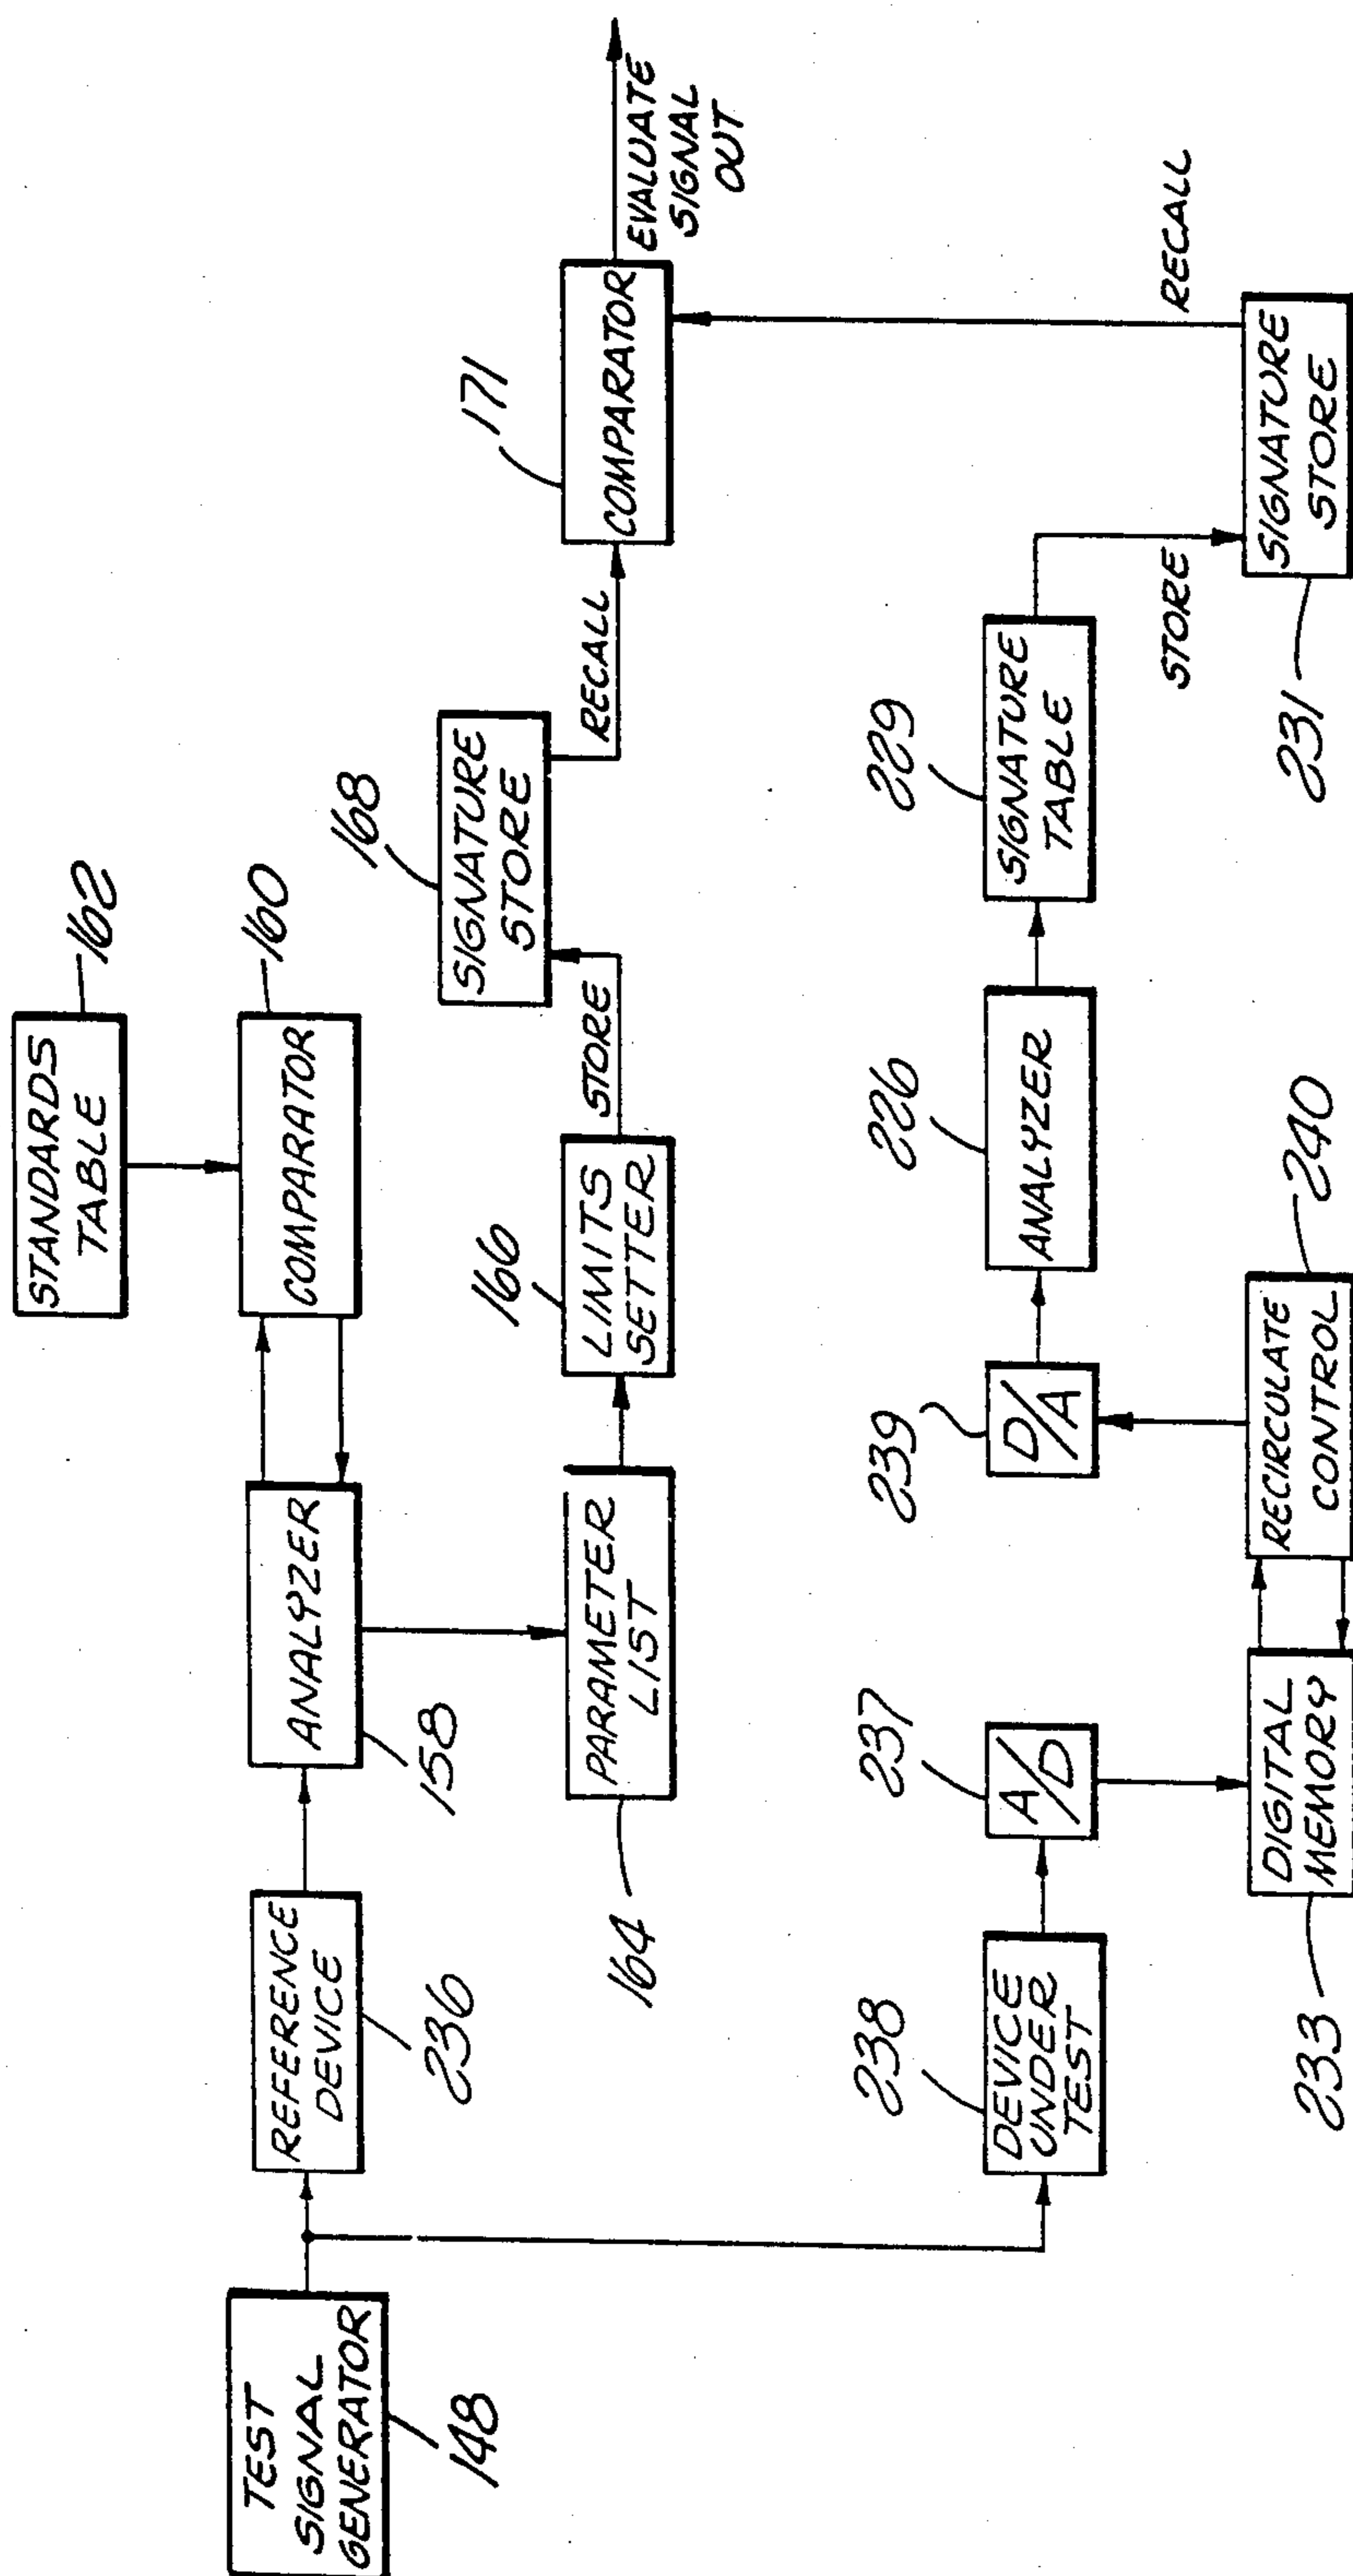 STANDARDS
TABLE
162
COMPARATOR
160
TEST
SIGNAL
GENERATOR
148
REFERENCE
DEVICE
236
ANALYZER
158
PARAMETER
LIST
164
LIMITS
SETTER
166
STORE
SIGNATURE
STORE
168
RECALL
COMPARATOR
171
EVALUATE
SIGNAL
OUT
DEVICE
UNDER
TEST
238
A/D
237
DIGITAL
MEMORY
233
RECIRCULATE
CONTROL
240
D/A
239
ANALYZER
226
SIGNATURE
TABLE
229
STORE
SIGNATURE
STORE
231
RECALL